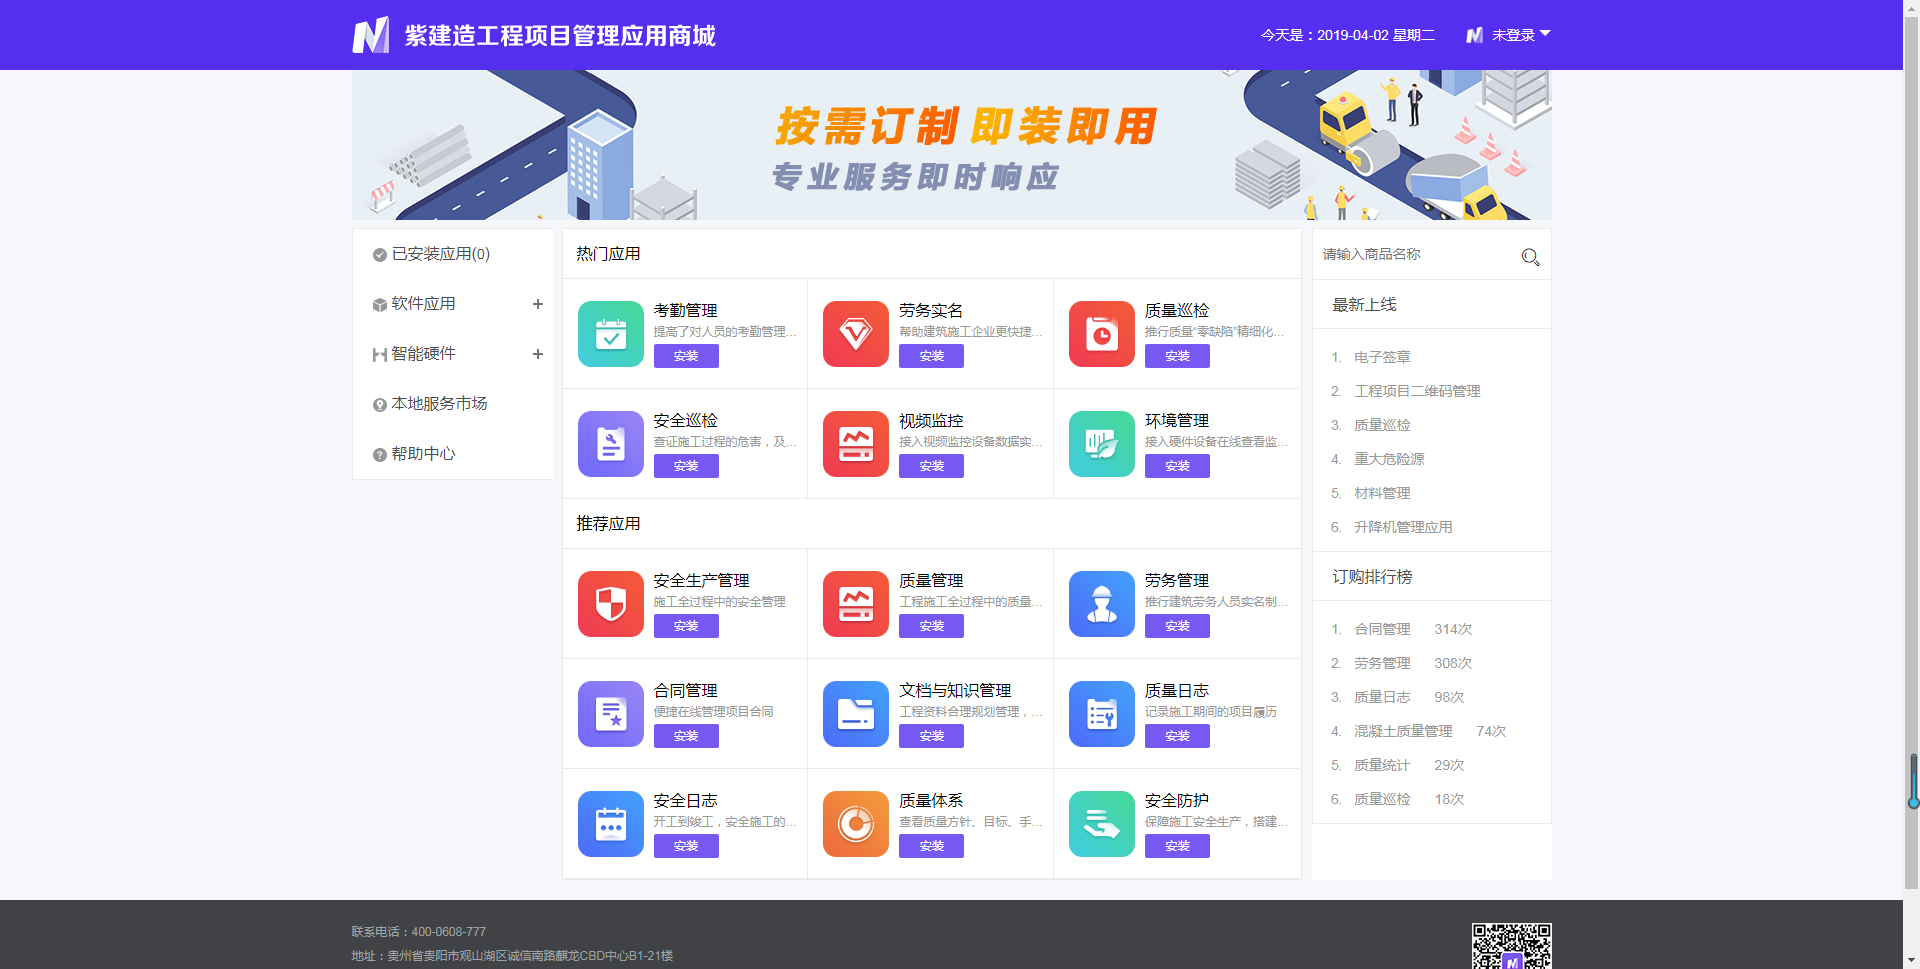 紫建造工程项目管理应用商城
今天是：2019-04-02 星期二
未登录
按需订制 即装即用
专业服务即时响应
已安装应用(0)
软件应用
+
智能硬件
+
本地服务市场
帮助中心
热门应用
考勤管理
提高了对人员的考勤管理...
安装
劳务实名
帮助建筑施工企业更快捷...
安装
质量巡检
推行质量“零缺陷”精细化...
安装
安全巡检
查证施工过程的危害，及...
安装
视频监控
接入视频监控设备数据实...
安装
环境管理
接入硬件设备在线查看监...
安装
推荐应用
安全生产管理
施工全过程中的安全管理
安装
质量管理
工程施工全过程中的质量...
安装
劳务管理
推行建筑劳务人员实名制...
安装
合同管理
便捷在线管理项目合同
安装
文档与知识管理
工程资料合理规划管理，...
安装
质量日志
记录施工期间的项目履历
安装
安全日志
开工到竣工，安全施工的...
安装
质量体系
查看质量方针、目标、手...
安装
安全防护
保障施工安全生产，搭建...
安装
请输入商品名称
最新上线
1. 电子签章
2. 工程项目二维码管理
3. 质量巡检
4. 重大危险源
5. 材料管理
6. 升降机管理应用
订购排行榜
1. 合同管理 314次
2. 劳务管理 308次
3. 质量日志 98次
4. 混凝土质量管理 74次
5. 质量统计 29次
6. 质量巡检 18次
联系电话：400-0608-777
地址：贵州省贵阳市观山湖区诚信南路麒龙CBD中心B1-21楼